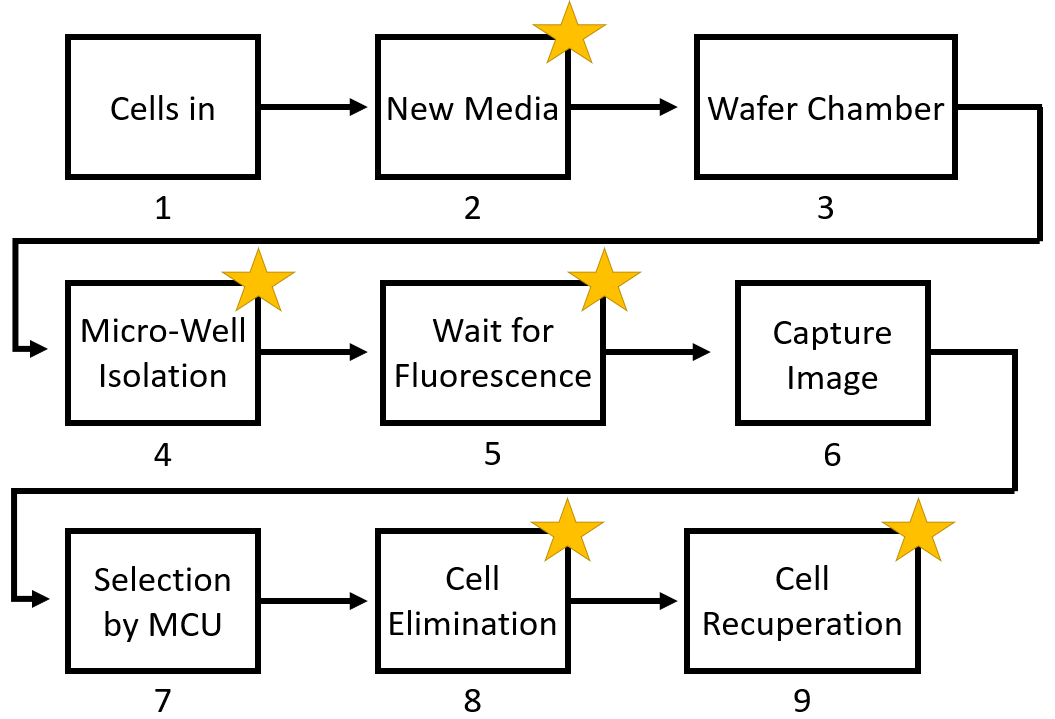 Cells in
New Media
Wafer Chamber
1
2
3
Micro-Well
Isolation
Wait for
Fluorescence
Capture
Image
4
5
6
Selection
by MCU
Cell
Elimination
Cell
Recuperation
7
8
9